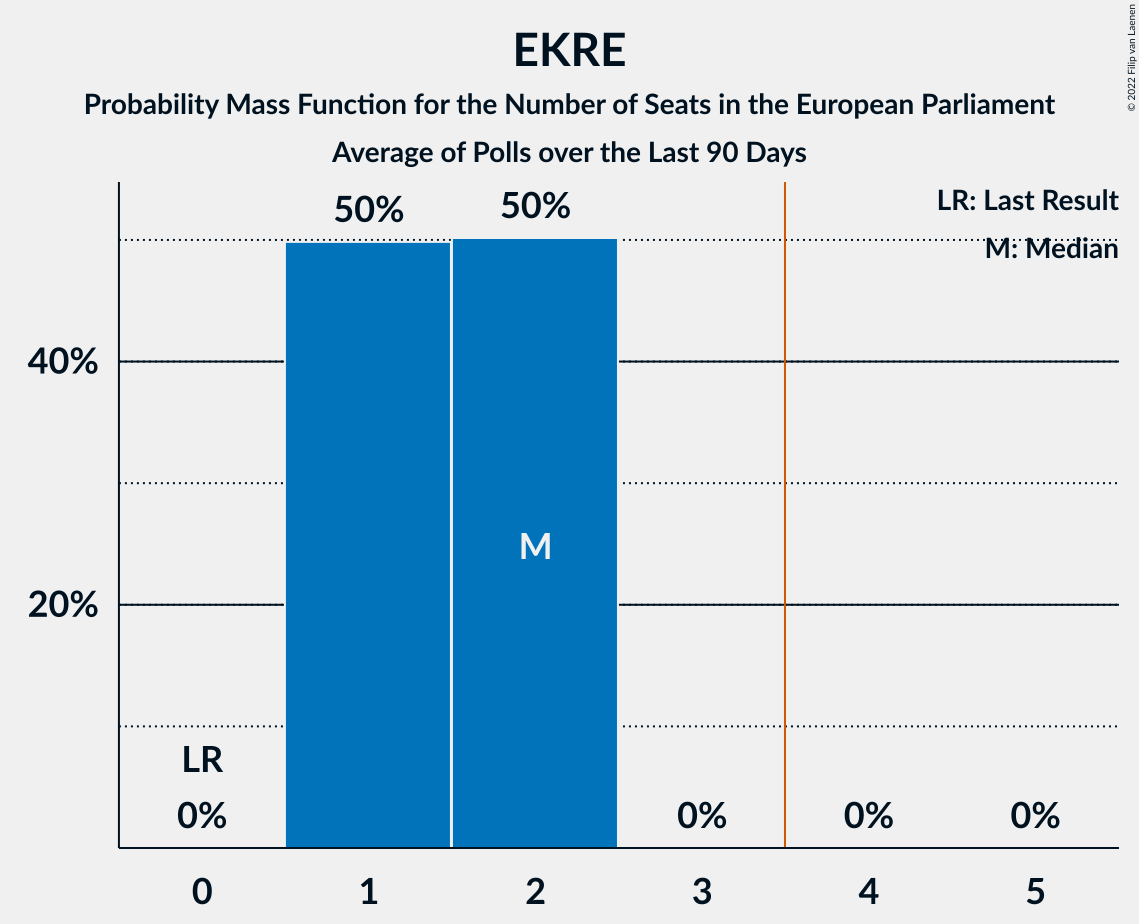 EKRE
Probability Mass Function for the Number of Seats in the European Parliament
Average of Polls over the Last 90 Days
© 2022 Filip van Laenen
LR: Last Result
M: Median
50%
50%
40%
20%
M
LR
0%
0%
0%
0%
0 1 2 3 4 5